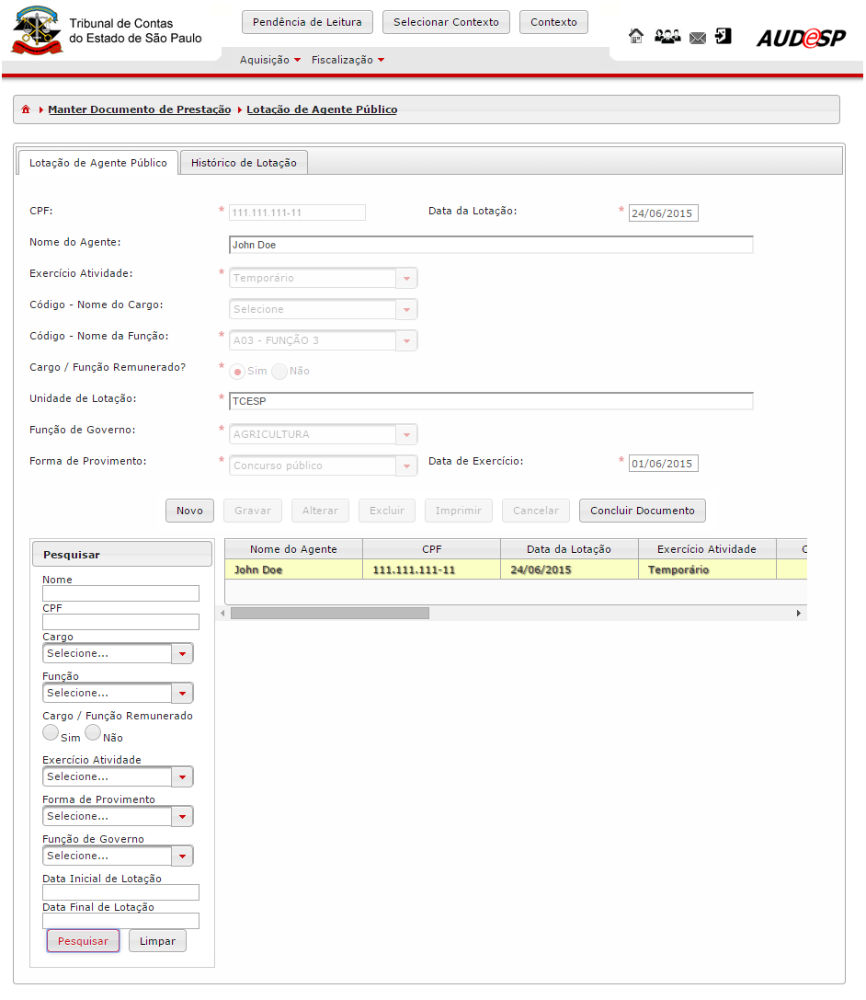 Tribunal de Contas
do Estado de São Paulo
Pendência de Leitura Selecionar Contexto Contexto
AUDeSP
Aquisição Fiscalização
Manter Documento de Prestação Lotação de Agente Público
Lotação de Agente Público Histórico de Lotação
CPF: * 111.111.111-11 Data da Lotação: * 24/06/2015
Nome do Agente: John Doe
Exercício Atividade: * Temporário
Código - Nome do Cargo: Selecione
Código - Nome da Função: * A03 - FUNÇÃO 3
Cargo / Função Remunerado? * Sim Não
Unidade de Lotação: * TCESP
Função de Governo: * AGRICULTURA
Forma de Provimento: * Concurso público Data de Exercício: * 01/06/2015
Novo Gravar Alterar Excluir Imprimir Cancelar Concluir Documento
Nome do Agente CPF Data da Lotação Exercício Atividade C
John Doe 111.111.111-11 24/06/2015 Temporário
Pesquisar
Nome
CPF
Cargo
Selecione...
Função
Selecione...
Cargo / Função Remunerado
Sim Não
Exercício Atividade
Selecione...
Forma de Provimento
Selecione...
Função de Governo
Selecione...
Data Inicial de Lotação
Data Final de Lotação
Pesquisar Limpar